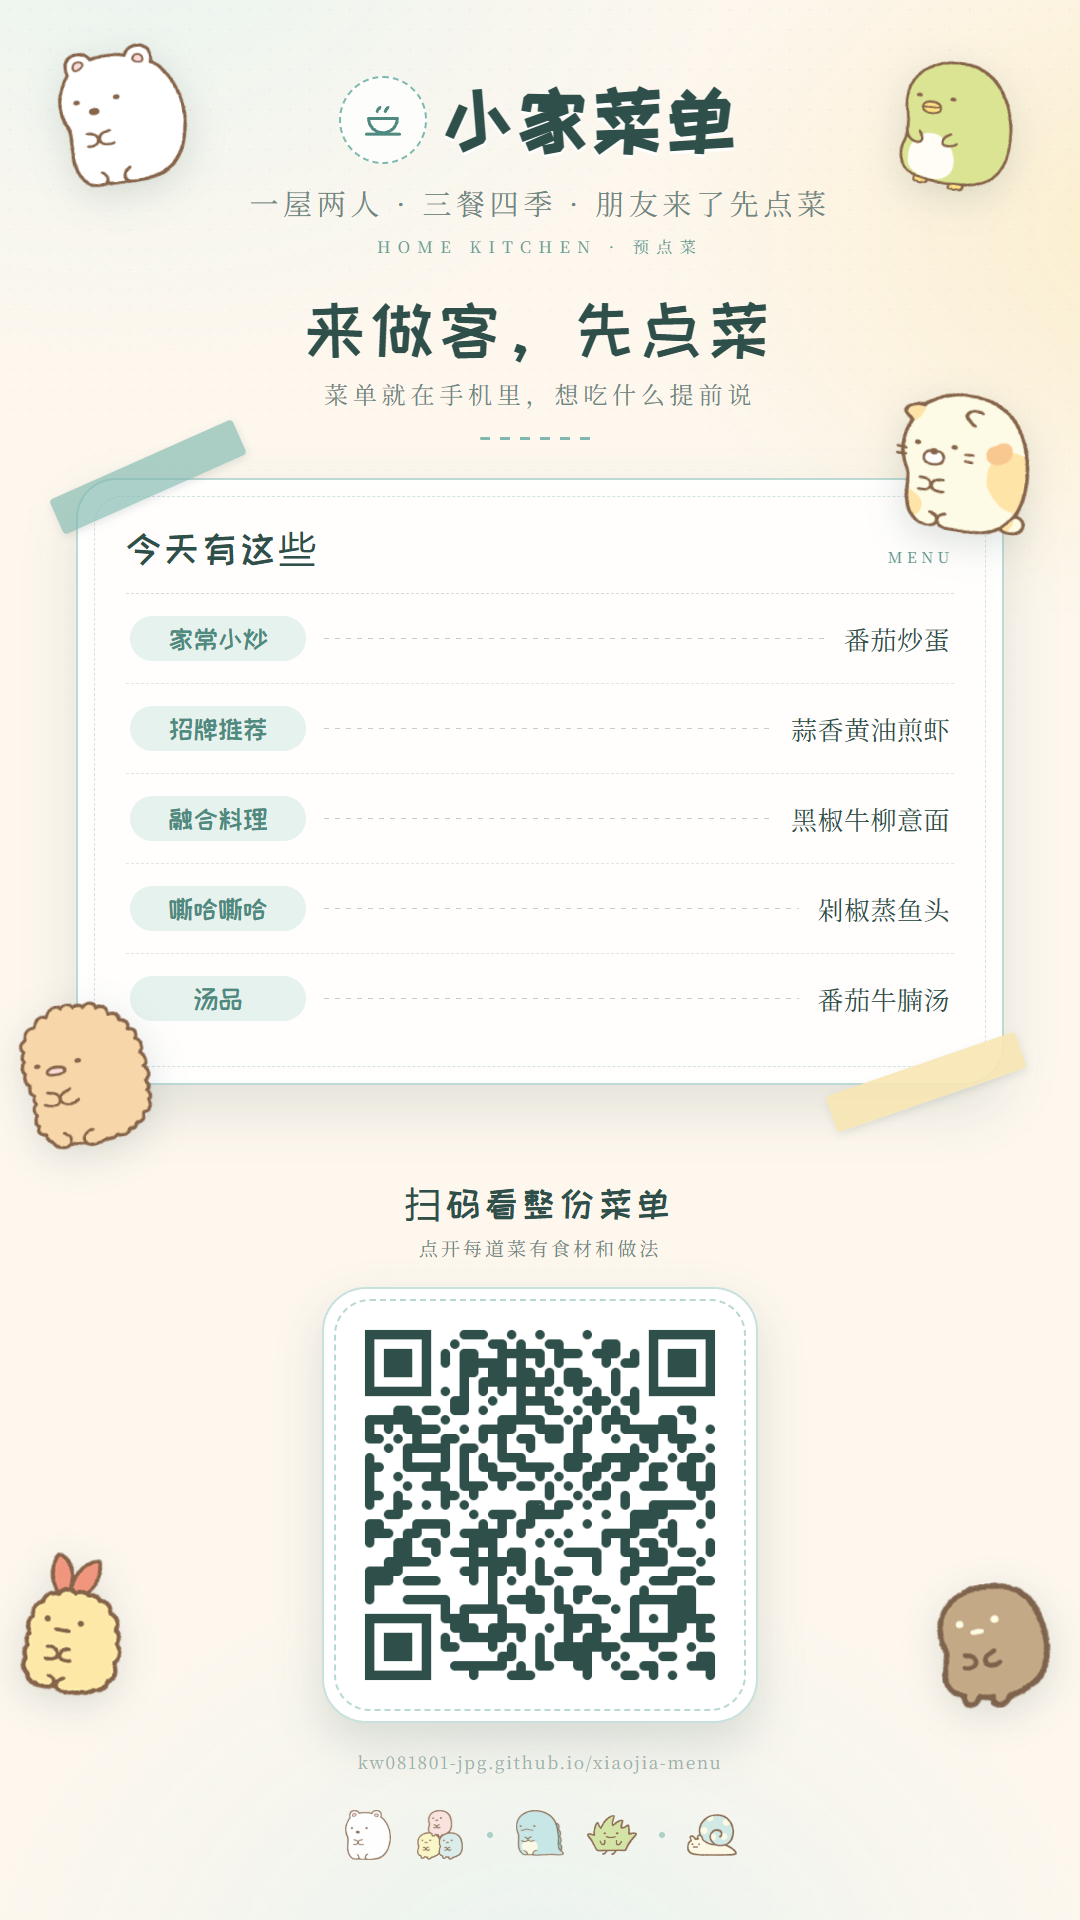 小家菜单
一屋两人 · 三餐四季 · 朋友来了先点菜
HOME KITCHEN · 预点菜
来做客，先点菜
菜单就在手机里，想吃什么提前说
今天有这些
MENU
家常小炒 番茄炒蛋
招牌推荐 蒜香黄油煎虾
融合料理 黑椒牛柳意面
嘶哈嘶哈 剁椒蒸鱼头
汤品 番茄牛腩汤
扫码看整份菜单
点开每道菜有食材和做法
kw081801-jpg.github.io/xiaojia-menu